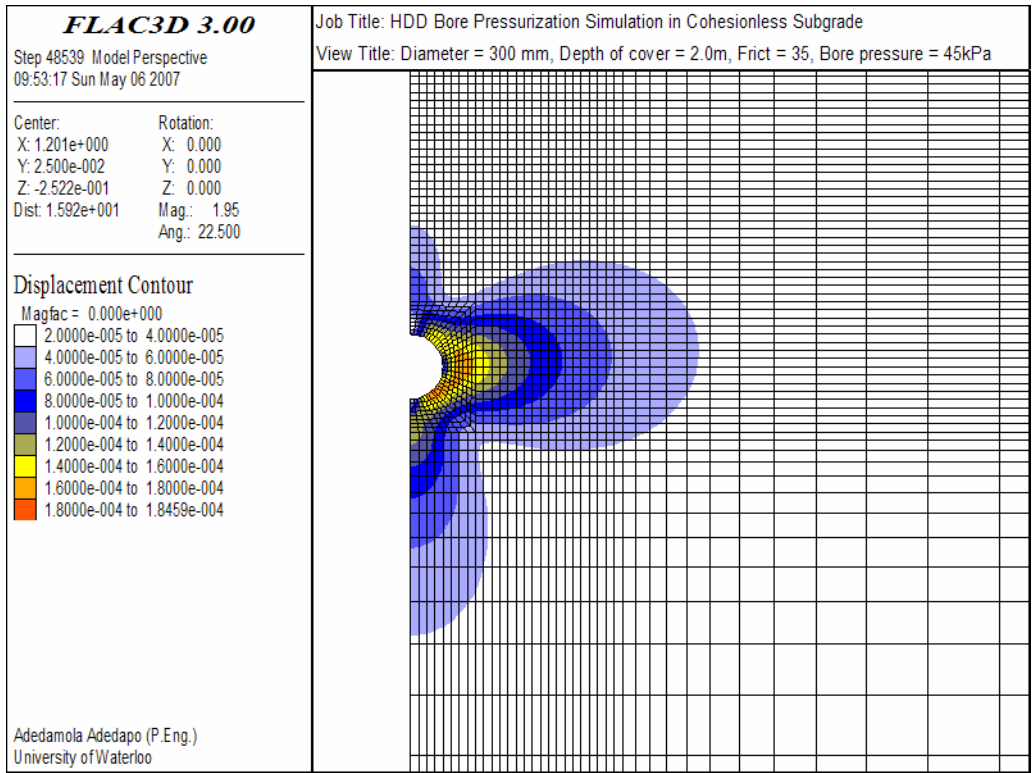 FLAC3D 3.00
Step 48539 Model Perspective
09:53:17 Sun May 06 2007
Center: Rotation:
X: 1.201e+000 X: 0.000
Y: 2.500e-002 Y: 0.000
Z: -2.522e-001 Z: 0.000
Dist: 1.592e+001 Mag.: 1.95
Ang.: 22.500
Displacement Contour
Magfac = 0.000e+000
2.0000e-005 to 4.0000e-005
4.0000e-005 to 6.0000e-005
6.0000e-005 to 8.0000e-005
8.0000e-005 to 1.0000e-004
1.0000e-004 to 1.2000e-004
1.2000e-004 to 1.4000e-004
1.4000e-004 to 1.6000e-004
1.6000e-004 to 1.8000e-004
1.8000e-004 to 1.8459e-004
Adedamola Adedapo (P.Eng.)
University of Waterloo
Job Title: HDD Bore Pressurization Simulation in Cohesionless Subgrade
View Title: Diameter = 300 mm, Depth of cover = 2.0m, Frict = 35, Bore pressure = 45kPa